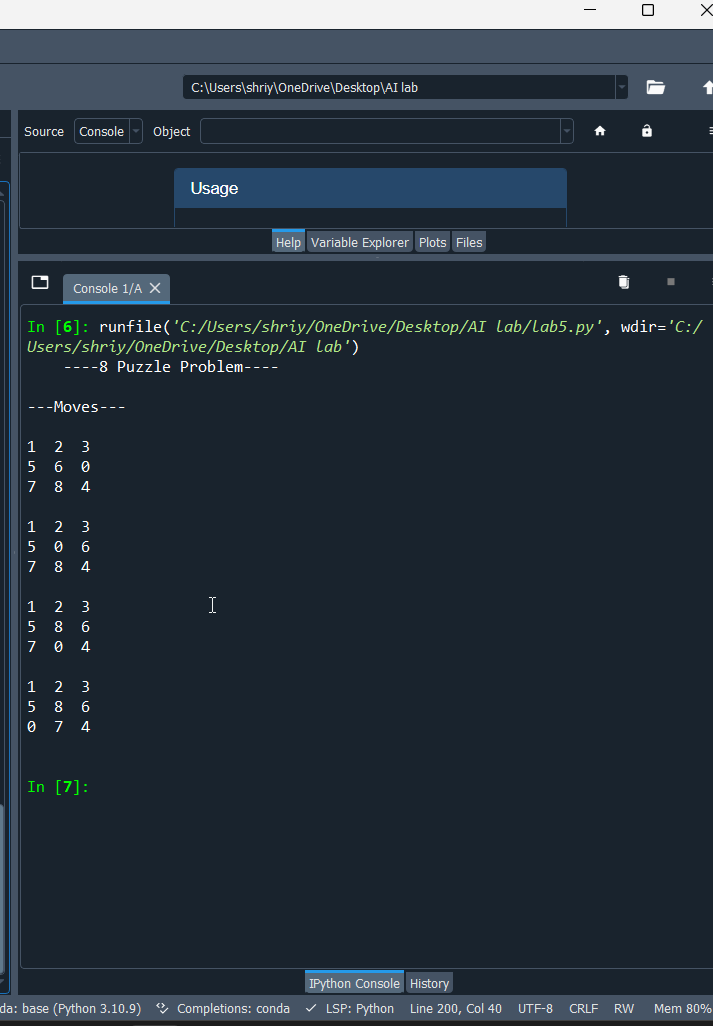 C:\Users\shriy\OneDrive\Desktop\AI lab
Source Console Object
Usage
Help Variable Explorer Plots Files
Console 1/A
In [6]: runfile('C:/Users/shriy/OneDrive/Desktop/AI lab/lab5.py', wdir='C:/
Users/shriy/OneDrive/Desktop/AI lab')
----8 Puzzle Problem----
---Moves---
1 2 3
5 6 0
7 8 4
1 2 3
5 0 6
7 8 4
1 2 3
5 8 6
7 0 4
1 2 3
5 8 6
0 7 4
In [7]:
IPython Console History
da: base (Python 3.10.9) Completions: conda LSP: Python Line 200, Col 40 UTF-8 CRLF RW Mem 80%